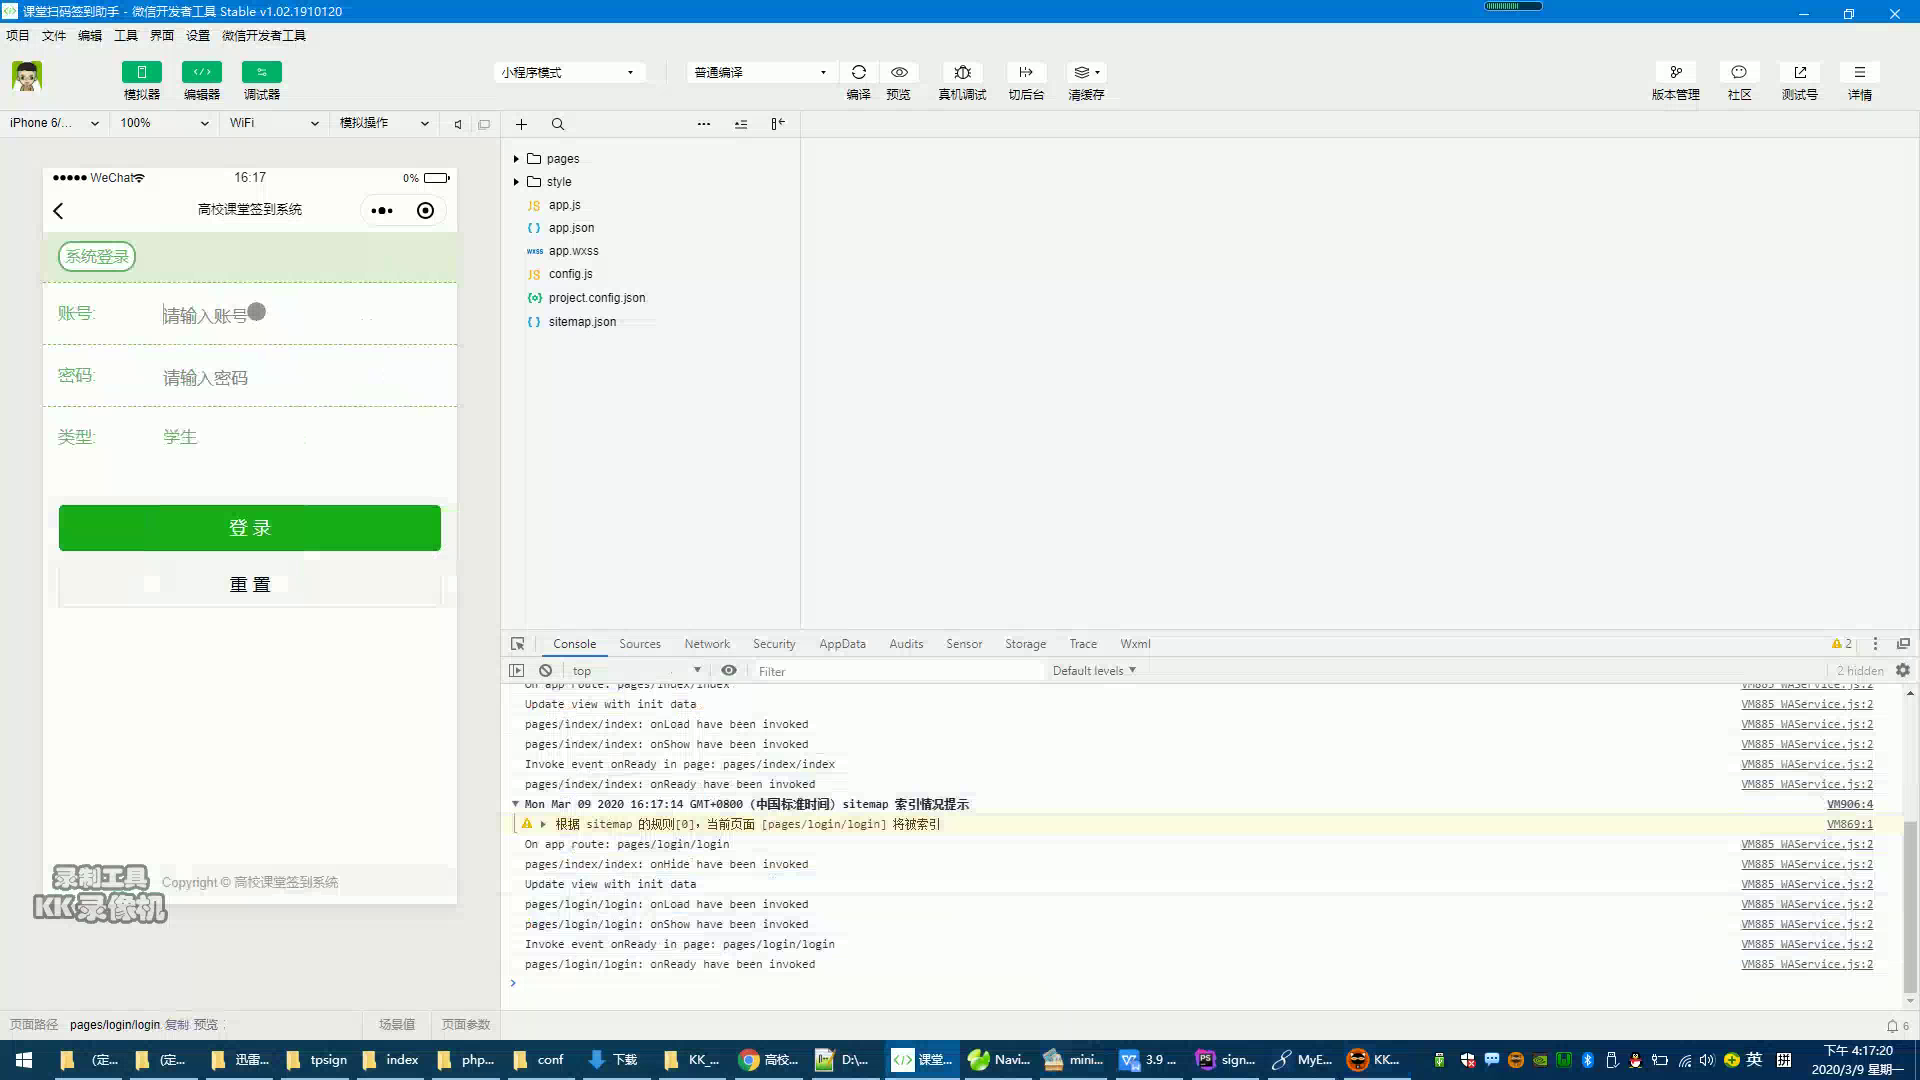 课堂扫码签到助手 - 微信开发者工具 Stable v1.02.1910120
项目 文件 编辑 工具 界面 设置 微信开发者工具
模拟器 编辑器 调试器
小程序模式 普通编译
编译 预览 真机调试 切后台 清缓存
版本管理 社区 测试号 详情
iPhone 6/... 100% WiFi 模拟操作
WeChat 16:17 0%
高校课堂签到系统
系统登录
账号: 请输入账号
密码: 请输入密码
类型: 学生
登 录
重 置
Copyright © 高校课堂签到系统
录制工具
KK录像机
pages
style
JS app.js
{ } app.json
wxss app.wxss
JS config.js
{o} project.config.json
{ } sitemap.json
Console Sources Network Security AppData Audits Sensor Storage Trace Wxml
2
top Filter Default levels 2 hidden
On app route: pages/index/index VM885 WAService.js:2
Update view with init data VM885 WAService.js:2
pages/index/index: onLoad have been invoked VM885 WAService.js:2
pages/index/index: onShow have been invoked VM885 WAService.js:2
Invoke event onReady in page: pages/index/index VM885 WAService.js:2
pages/index/index: onReady have been invoked VM885 WAService.js:2
Mon Mar 09 2020 16:17:14 GMT+0800 (中国标准时间) sitemap 索引情况提示 VM906:4
根据 sitemap 的规则[0]，当前页面 [pages/login/login] 将被索引 VM869:1
On app route: pages/login/login VM885 WAService.js:2
pages/index/index: onHide have been invoked VM885 WAService.js:2
Update view with init data VM885 WAService.js:2
pages/login/login: onLoad have been invoked VM885 WAService.js:2
pages/login/login: onShow have been invoked VM885 WAService.js:2
Invoke event onReady in page: pages/login/login VM885 WAService.js:2
pages/login/login: onReady have been invoked VM885 WAService.js:2
页面路径 pages/login/login 复制 预览 场景值 页面参数
6
(定... (定... 迅雷... tpsign index php... conf 下载 KK_... 高校... D:\... 课堂... Navi... mini... 3.9 ... sign... MyE... KK... 英
下午 4:17:20
2020/3/9 星期一